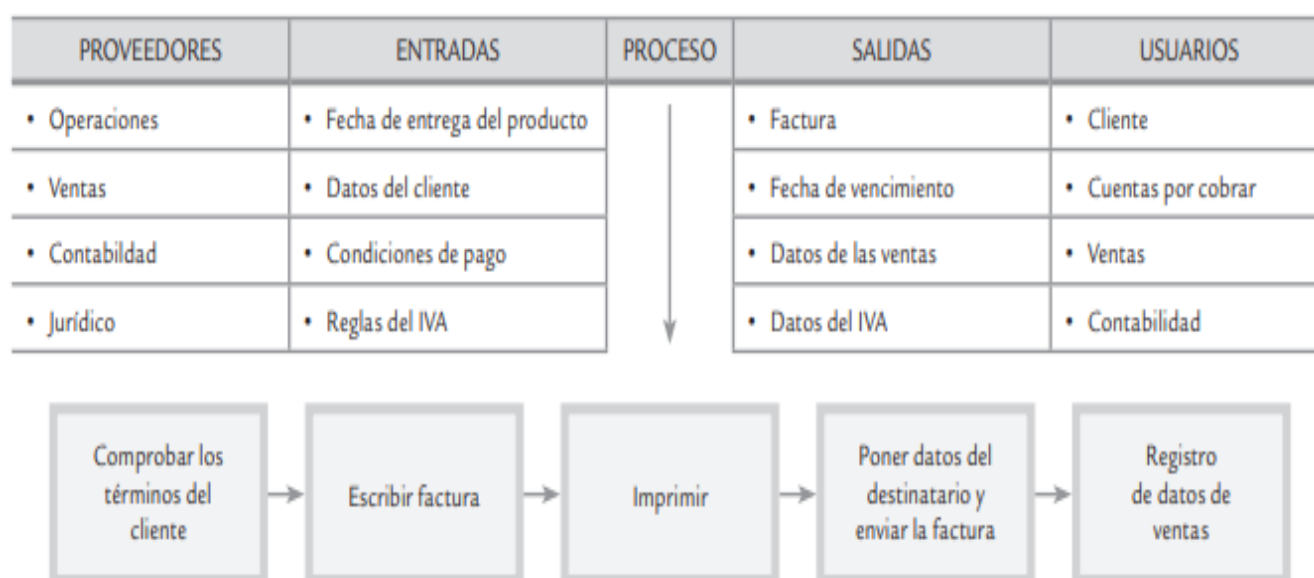 PROVEEDORES ENTRADAS PROCESO SALIDAS USUARIOS
• Operaciones • Fecha de entrega del producto • Factura • Cliente
• Ventas • Datos del cliente • Fecha de vencimiento • Cuentas por cobrar
• Contabildad • Condiciones de pago • Datos de las ventas • Ventas
• Jurídico • Reglas del IVA • Datos del IVA • Contabilidad
Comprobar los
términos del
cliente
Escribir factura
Imprimir
Poner datos del
destinatario y
enviar la factura
Registro
de datos de
ventas